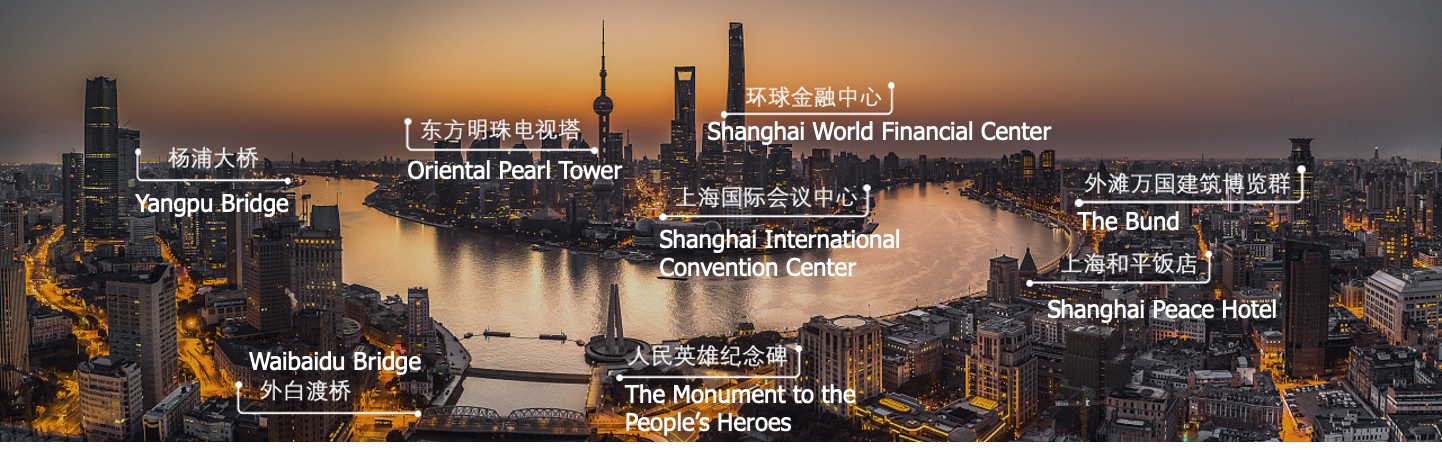 环球金融中心
Shanghai World Financial Center
东方明珠电视塔
Oriental Pearl Tower
杨浦大桥
Yangpu Bridge
上海国际会议中心
Shanghai International
Convention Center
外滩万国建筑博览群
The Bund
上海和平饭店
Shanghai Peace Hotel
Waibaidu Bridge
外白渡桥
人民英雄纪念碑
The Monument to the
People's Heroes